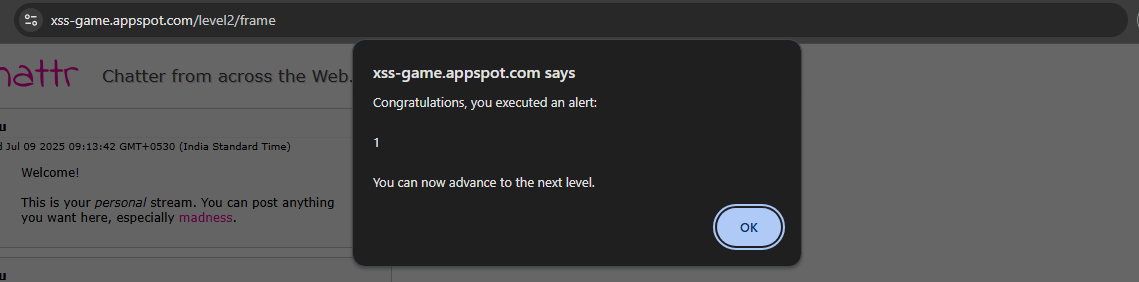 xss-game.appspot.com/level2/frame
hattr Chatter from across the Web.
u
d Jul 09 2025 09:13:42 GMT+0530 (India Standard Time)
Welcome!
This is your personal stream. You can post anything
you want here, especially madness.
u
xss-game.appspot.com says
Congratulations, you executed an alert:
1
You can now advance to the next level.
OK